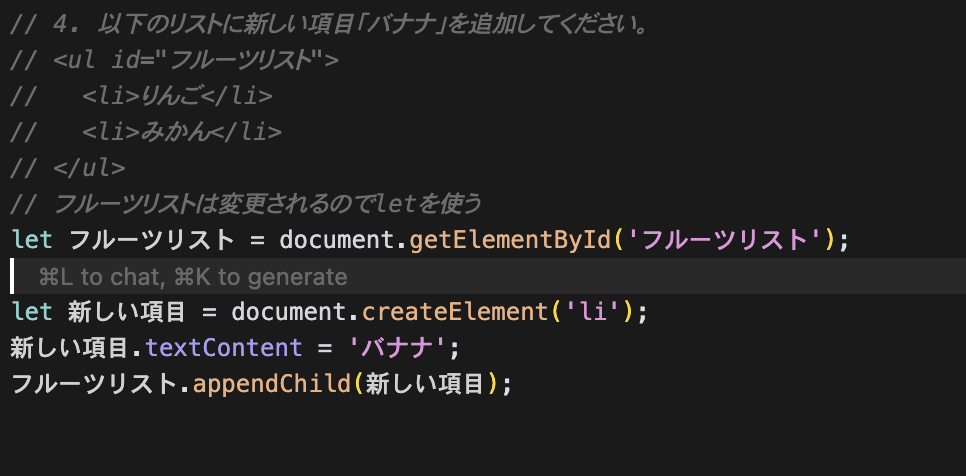 // 4. 以下のリストに新しい項目「バナナ」を追加してください。
// <ul id="フルーツリスト">
//   <li>りんご</li>
//   <li>みかん</li>
// </ul>
// フルーツリストは変更されるのでletを使う
let フルーツリスト = document.getElementById('フルーツリスト');
⌘L to chat, ⌘K to generate
let 新しい項目 = document.createElement('li');
新しい項目.textContent = 'バナナ';
フルーツリスト.appendChild(新しい項目);